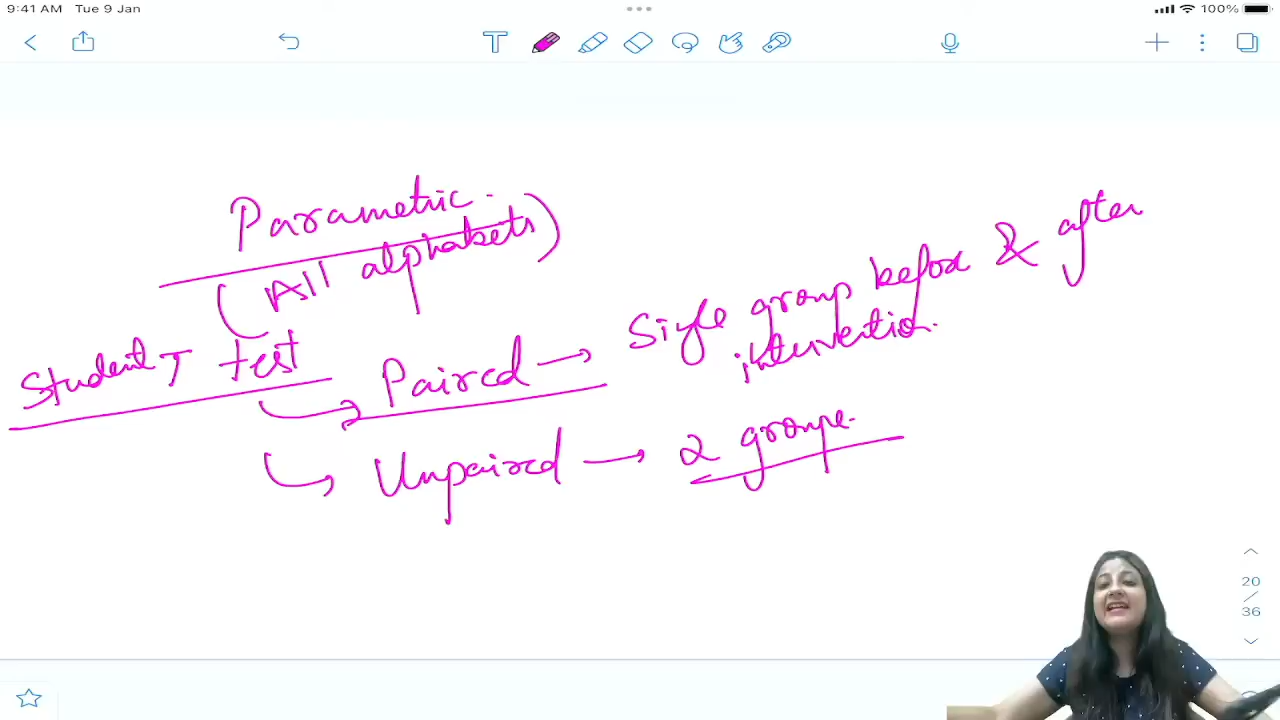 9:41 AM Tue 9 Jan
100%
Parametric.
(All alphabets)
Student T test
Paired → Single group before & after
intervention.
Unpaired → 2 groups.
20
36